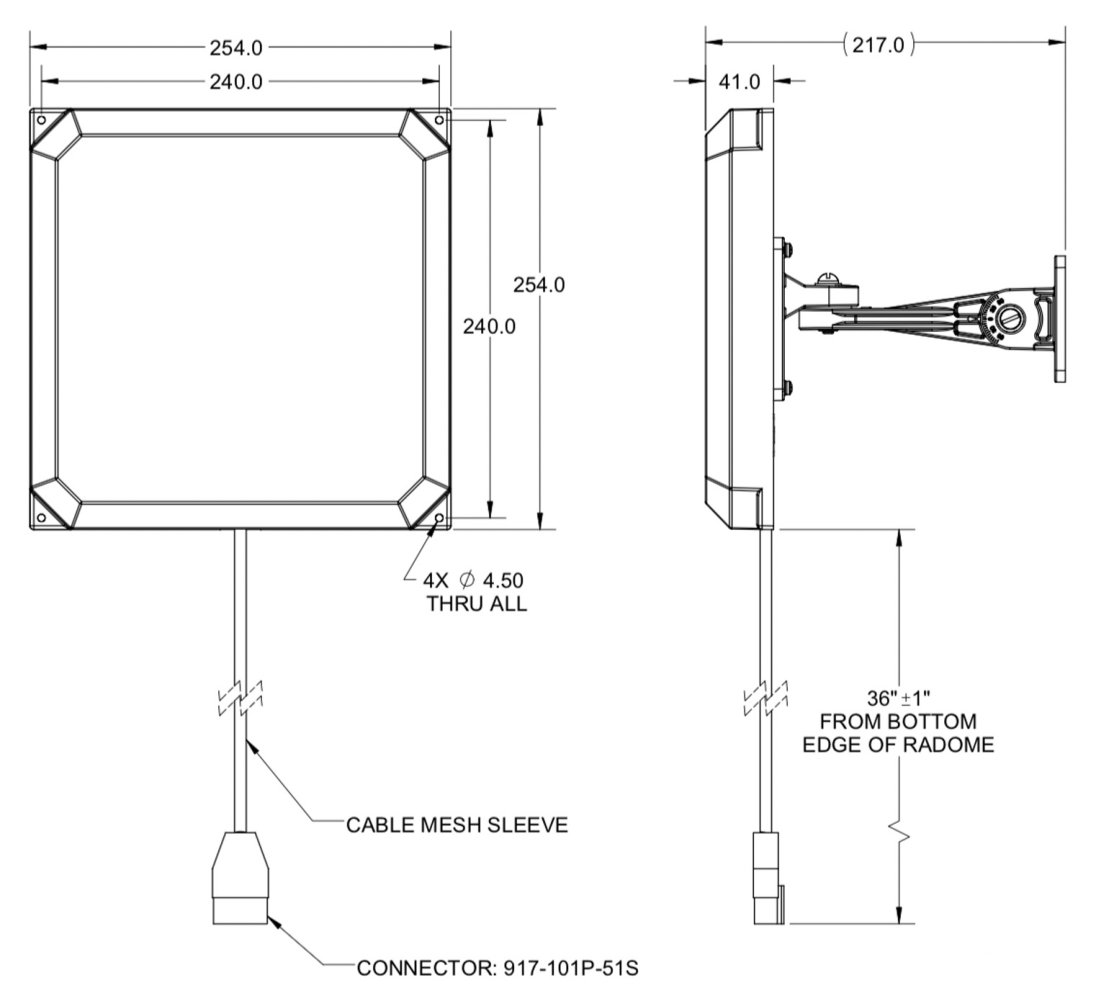 254.0
240.0
(217.0)
41.0
254.0
240.0
4X ∅ 4.50
THRU ALL
36"±1"
FROM BOTTOM
EDGE OF RADOME
CABLE MESH SLEEVE
CONNECTOR: 917-101P-51S